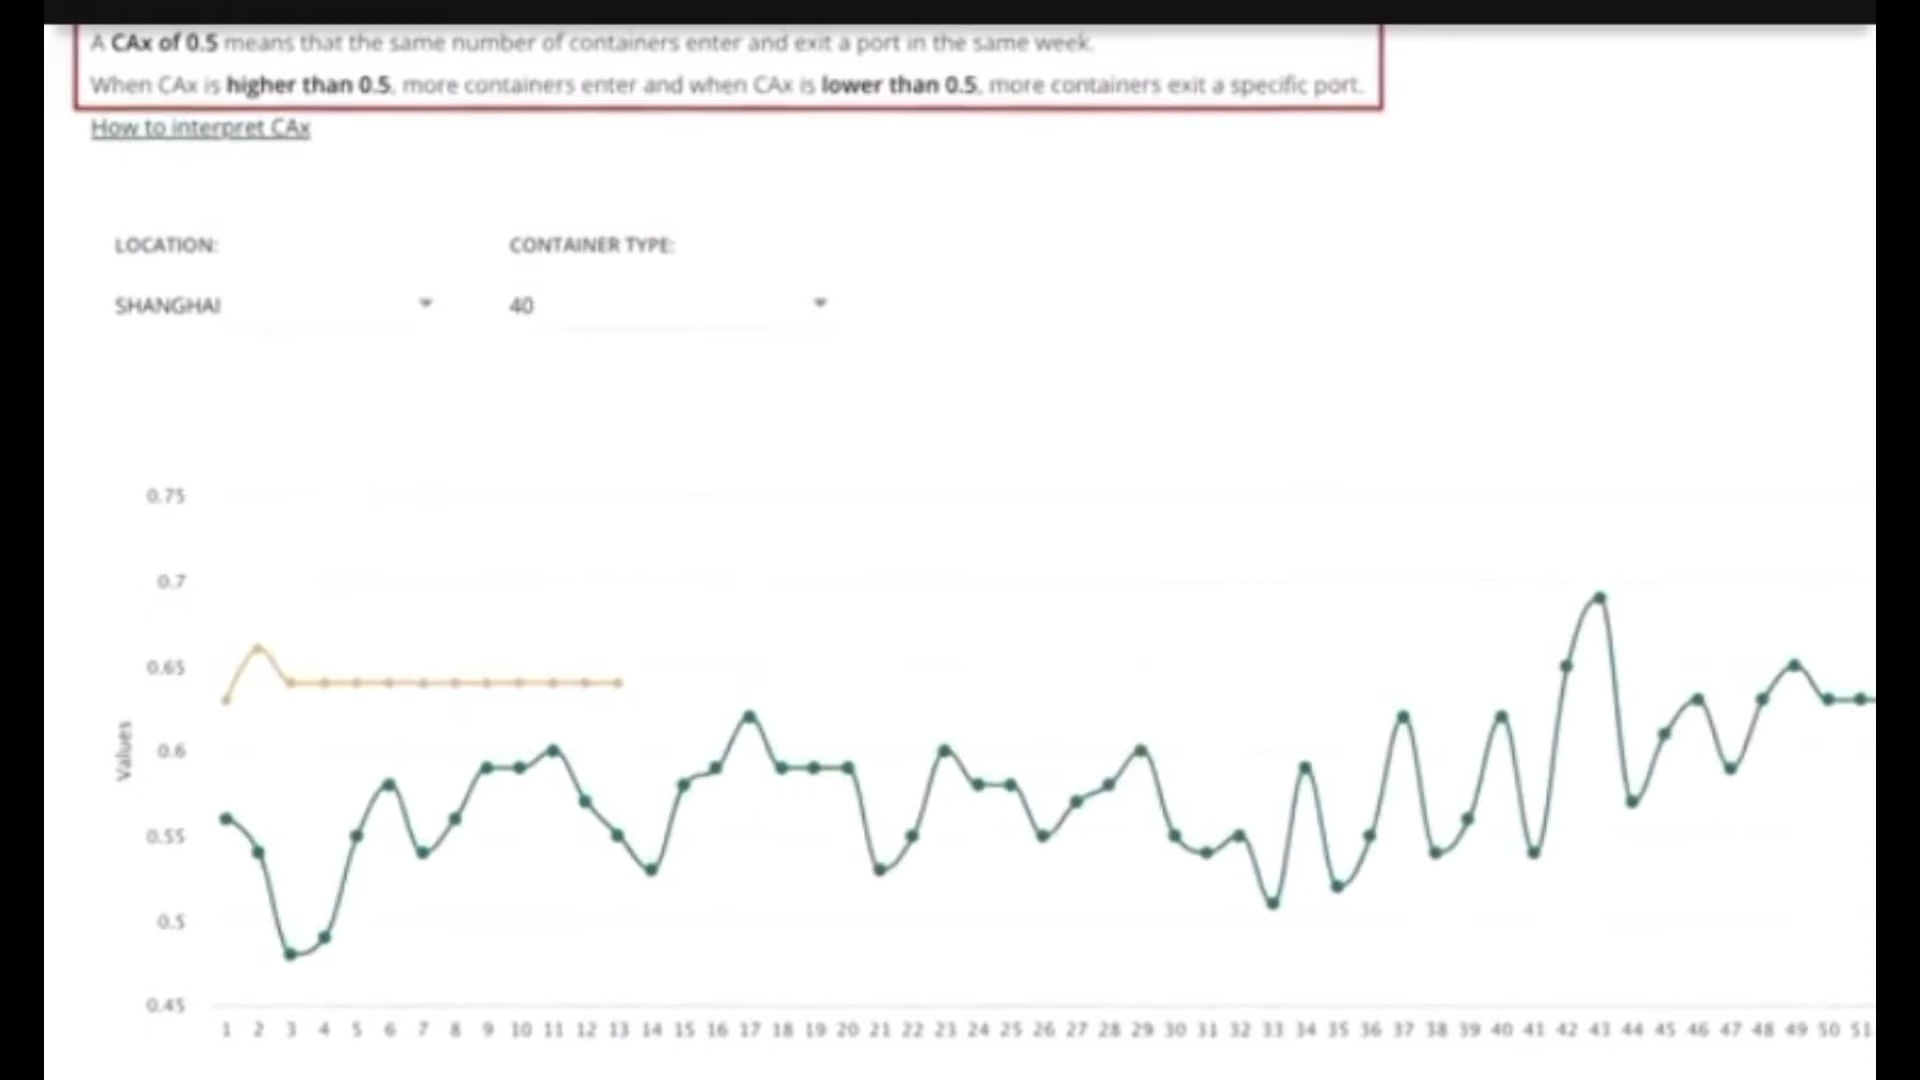 A CAx of 0.5 means that the same number of containers enter and exit a port in the same week.
When CAx is higher than 0.5, more containers enter and when CAx is lower than 0.5, more containers exit a specific port.
How to interpret CAx
LOCATION: CONTAINER TYPE:
SHANGHAI 40
0.75
0.7
0.65
0.6
Values
0.55
0.5
0.45
1 2 3 4 5 6 7 8 9 10 11 12 13 14 15 16 17 18 19 20 21 22 23 24 25 26 27 28 29 30 31 32 33 34 35 36 37 38 39 40 41 42 43 44 45 46 47 48 49 50 51